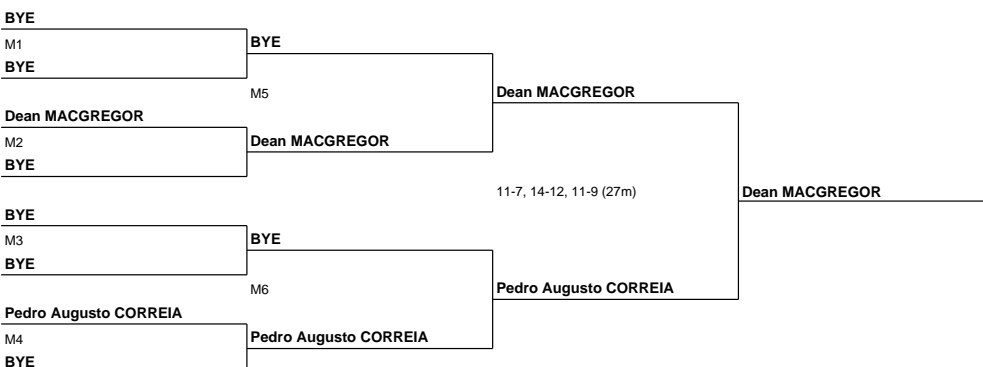 BYE
M1
BYE
BYE
M5
Dean MACGREGOR
Dean MACGREGOR
M2
Dean MACGREGOR
BYE
11-7, 14-12, 11-9 (27m)
Dean MACGREGOR
BYE
M3
BYE
BYE
M6
Pedro Augusto CORREIA
Pedro Augusto CORREIA
M4
Pedro Augusto CORREIA
BYE